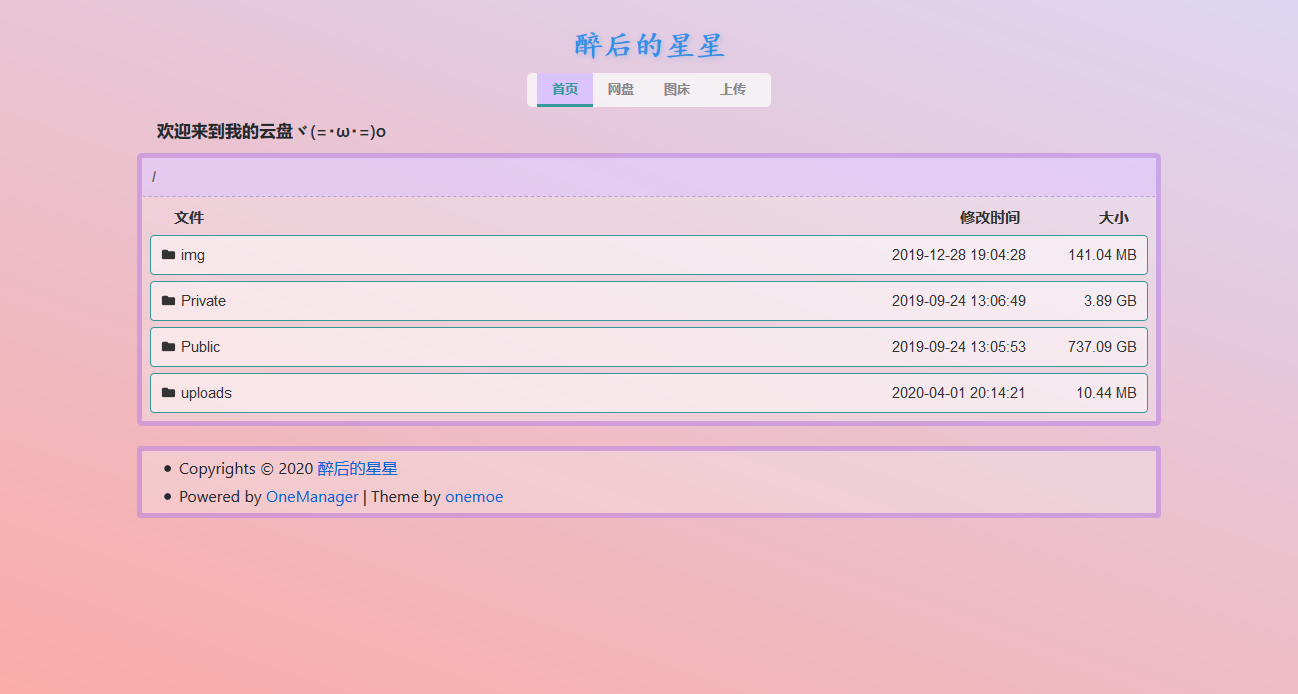 醉后的星星
首页 网盘 图床 上传
欢迎来到我的云盘ヾ(=･ω･=)o
/
文件 修改时间 大小
img 2019-12-28 19:04:28 141.04 MB
Private 2019-09-24 13:06:49 3.89 GB
Public 2019-09-24 13:05:53 737.09 GB
uploads 2020-04-01 20:14:21 10.44 MB
Copyrights © 2020 醉后的星星
Powered by OneManager | Theme by onemoe